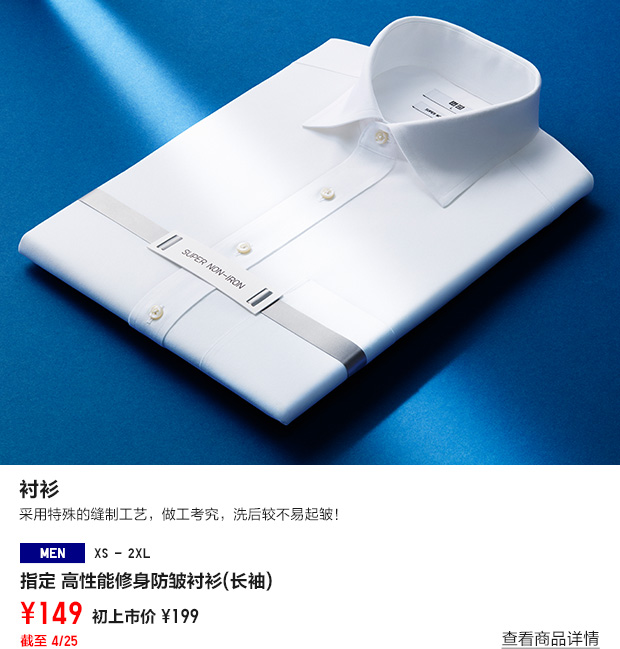 SUPER NON-IRON
衬衫
采用特殊的缝制工艺，做工考究，洗后较不易起皱！
MEN XS - 2XL
指定 高性能修身防皱衬衫(长袖)
¥149 初上市价 ¥199
截至 4/25
查看商品详情